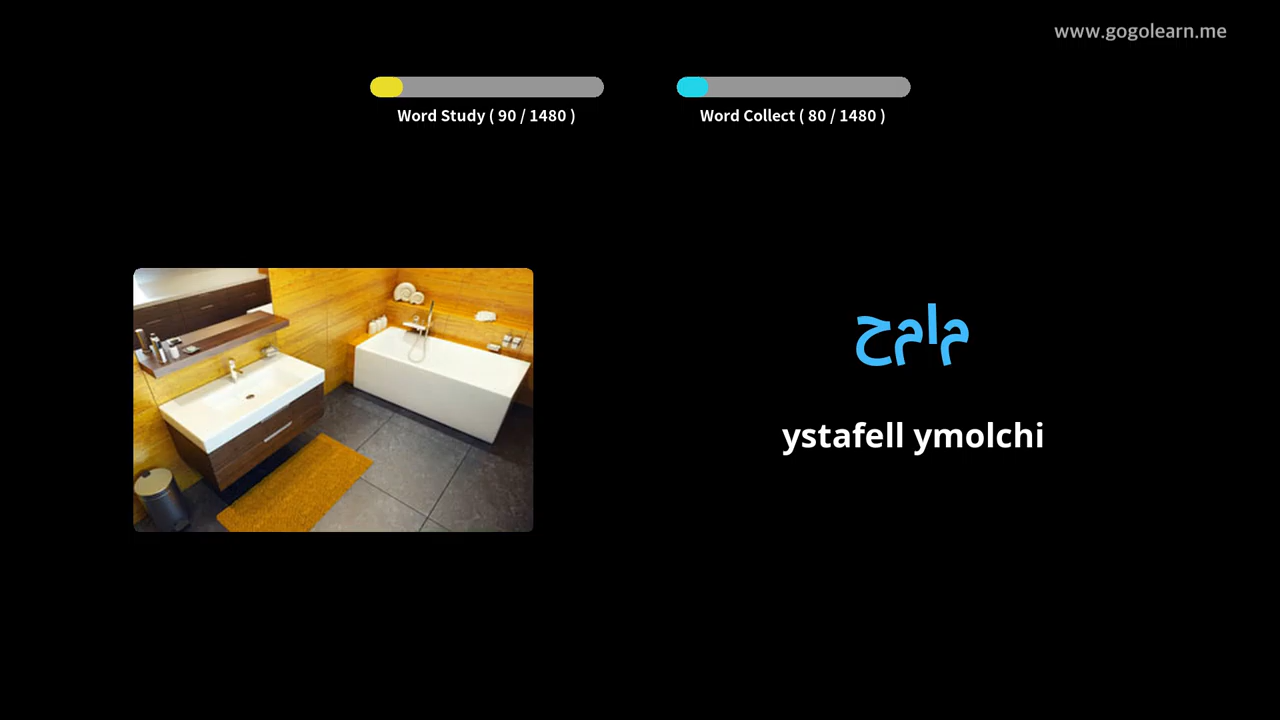 www.gogolearn.me
Word Study ( 90 / 1480 )
Word Collect ( 80 / 1480 )
حمام
ystafell ymolchi